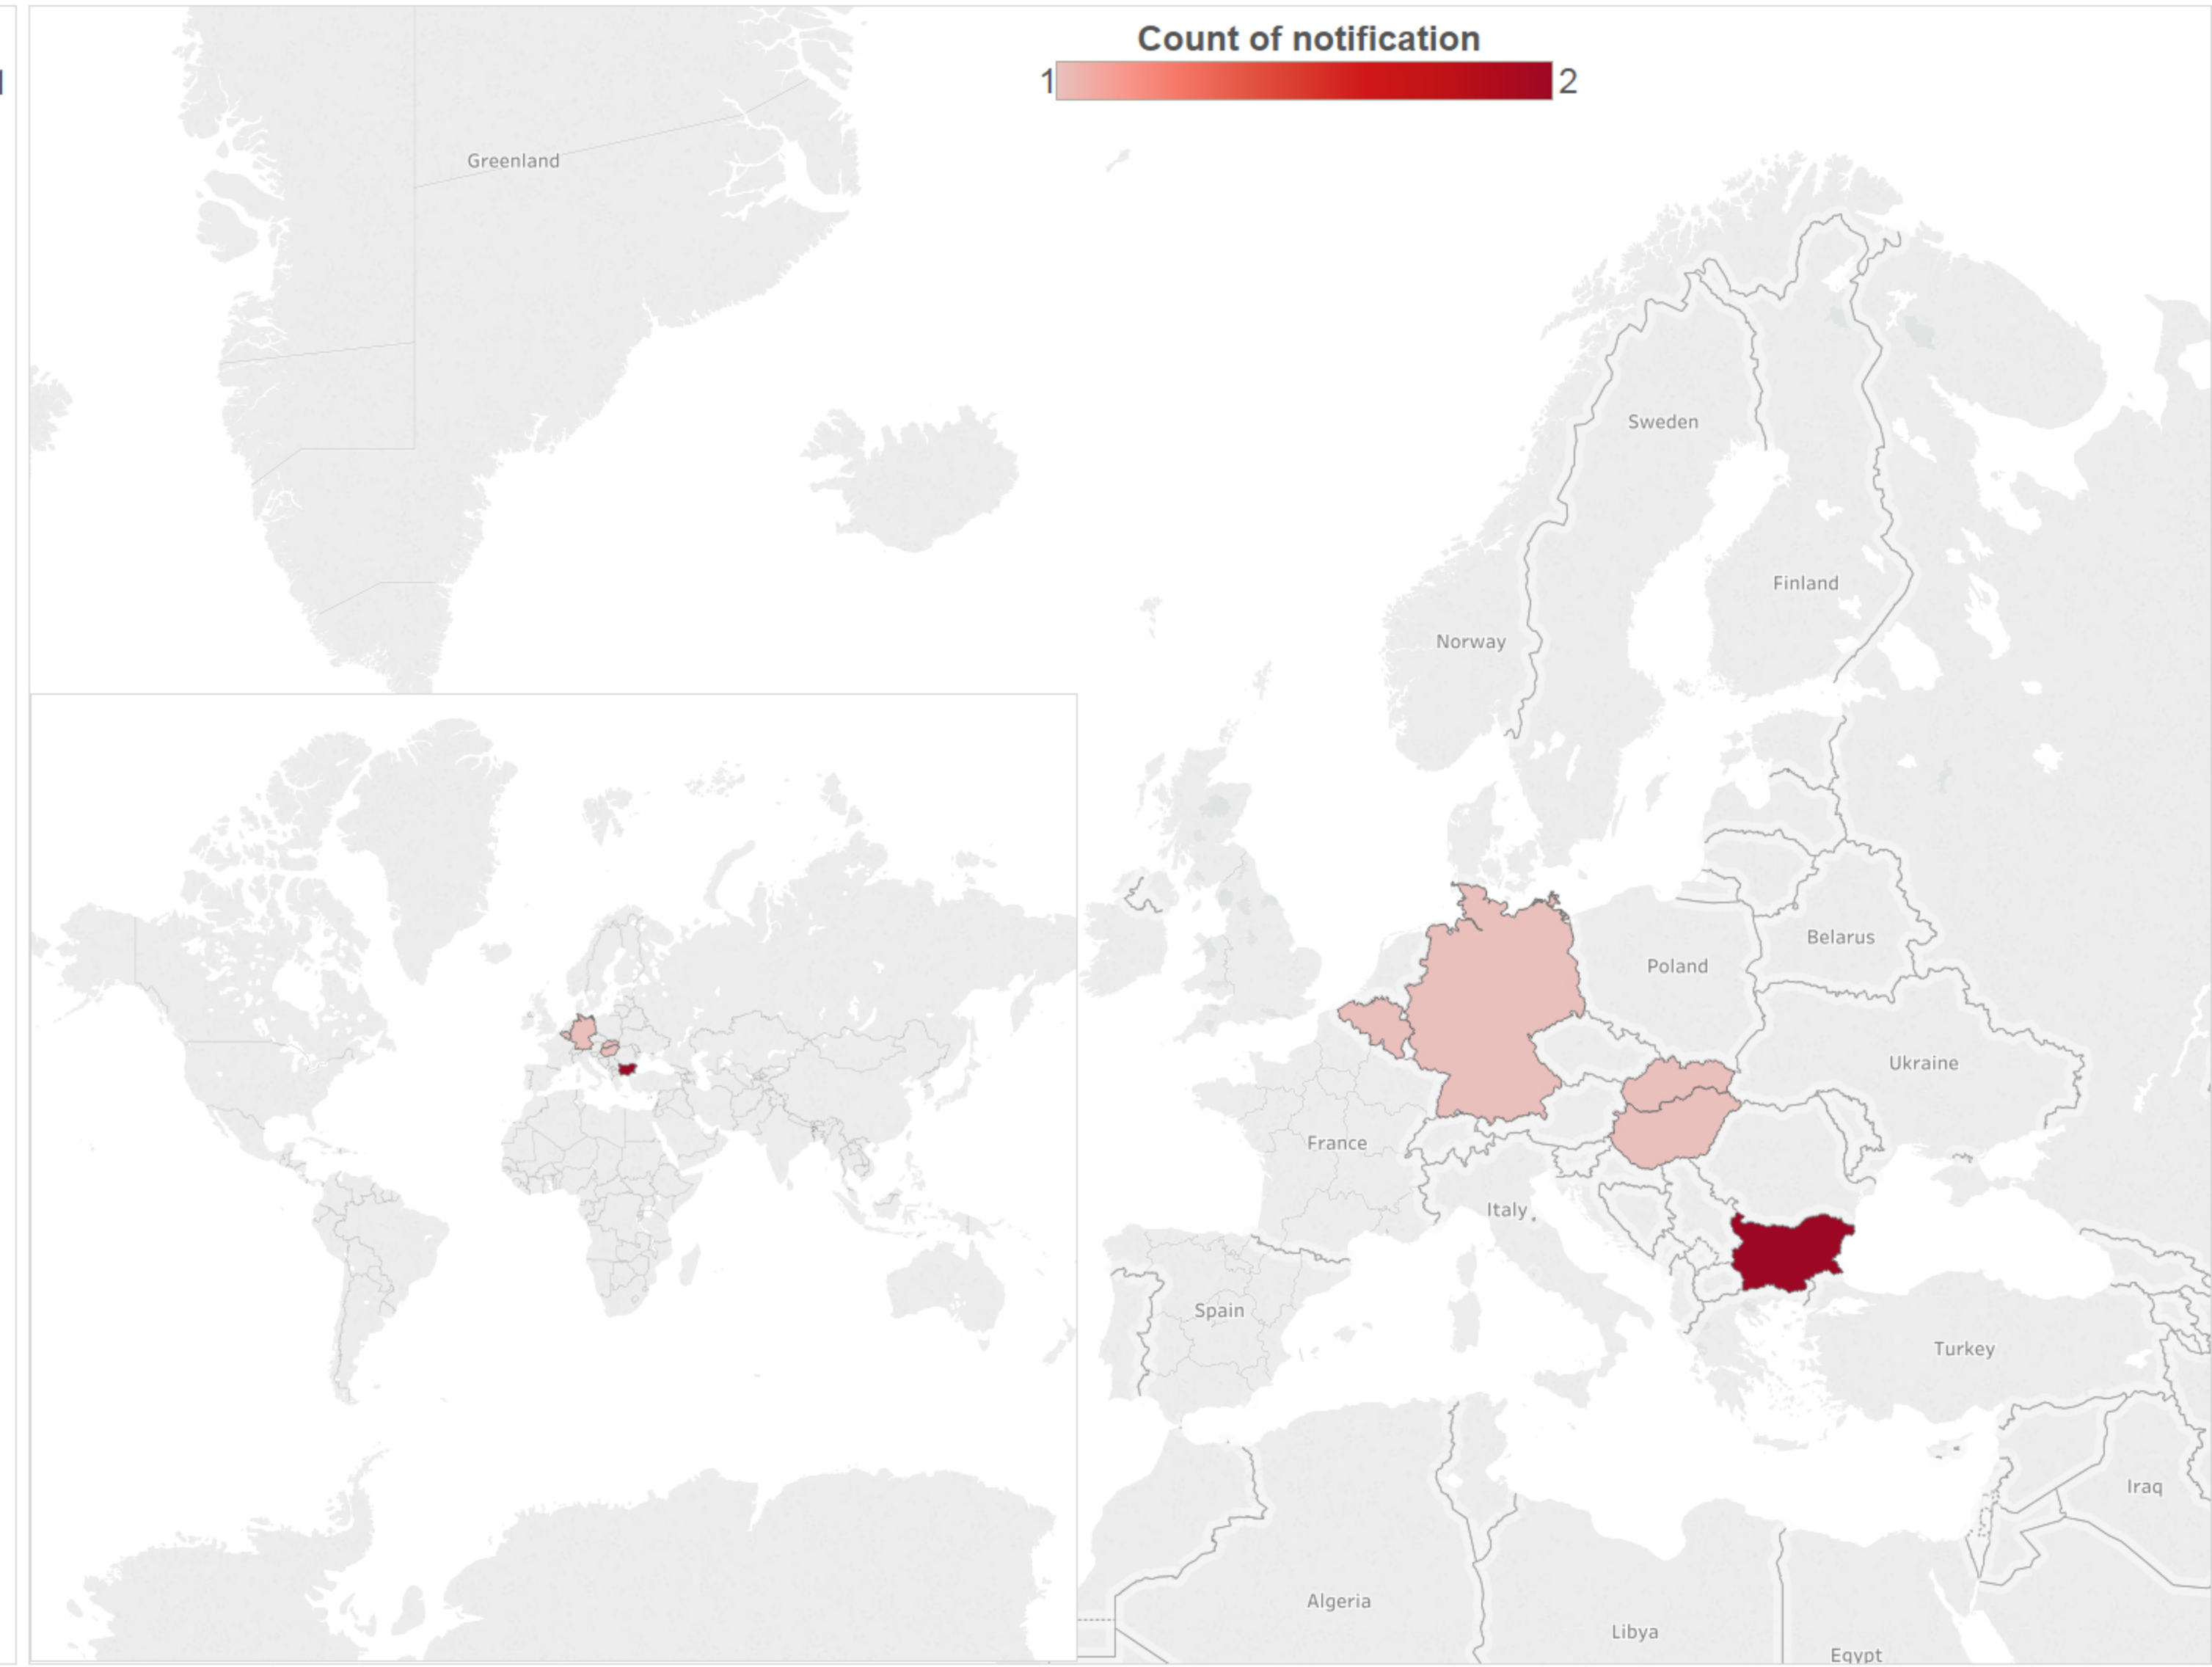 Count of notification
1 2
Greenland
Sweden
Finland
Norway
Belarus
Poland
Ukraine
France
Italy
Spain
Turkey
Iraq
Algeria
Libya
Egypt